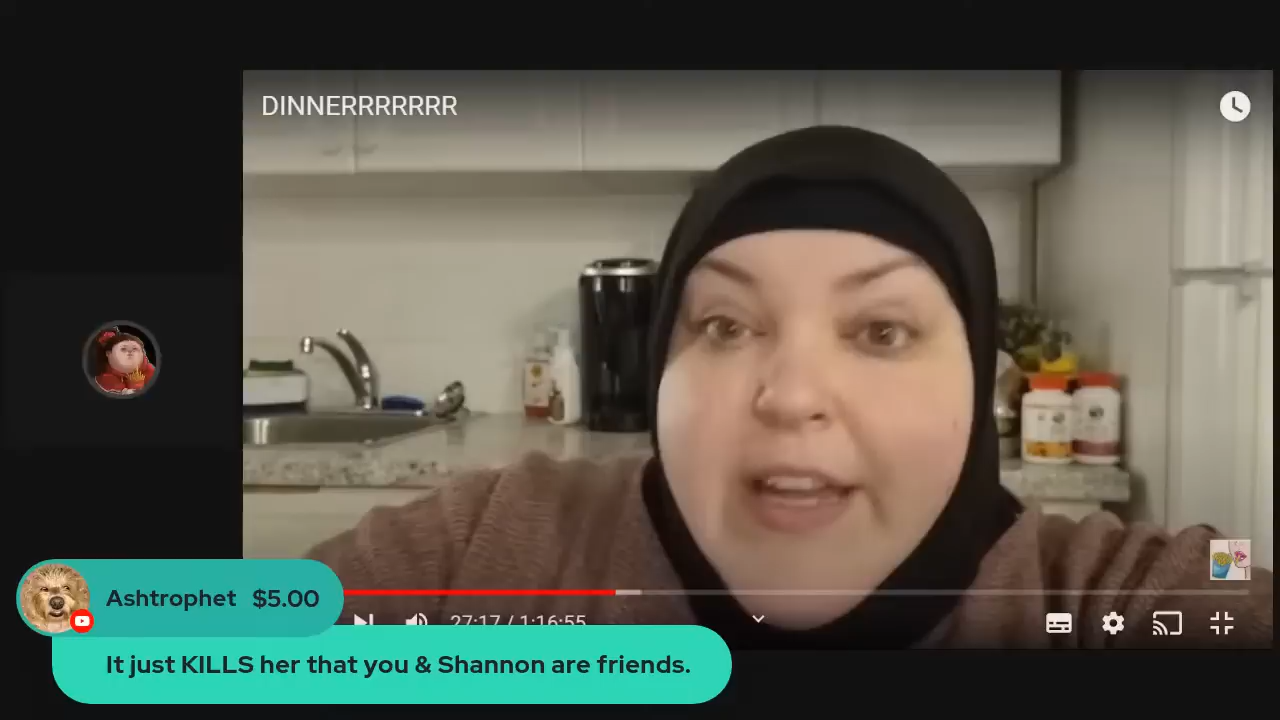 DINNERRRRRRR
Ashtrophet $5.00
27:17 / 1:16:55
It just KILLS her that you & Shannon are friends.